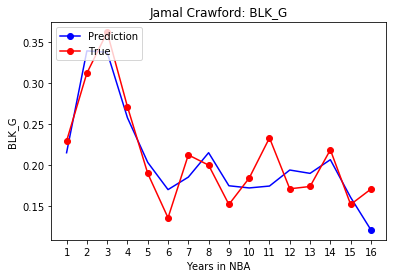 Jamal Crawford: BLK_G
Prediction
True
0.35
0.30
0.25
0.20
0.15
BLK_G
1 2 3 4 5 6 7 8 9 10 11 12 13 14 15 16
Years in NBA